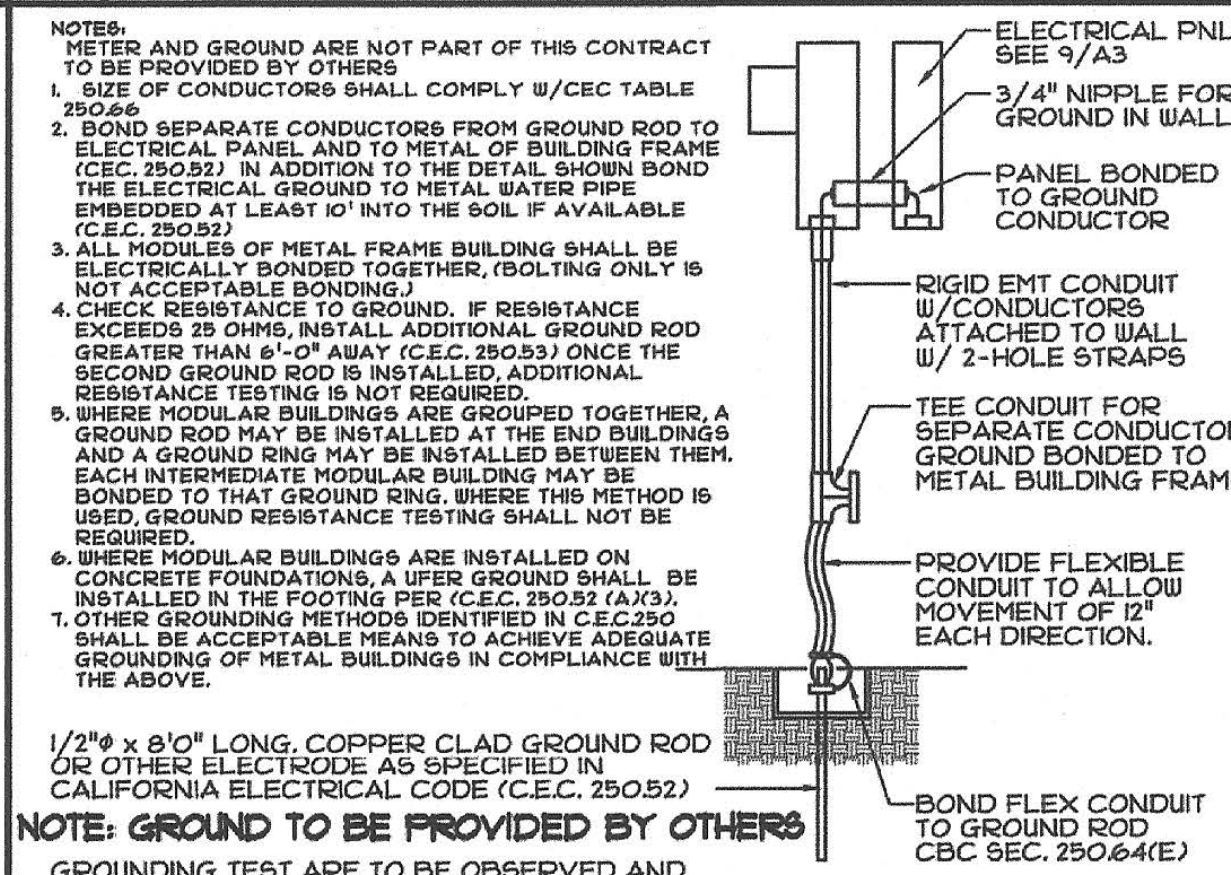 NOTES:
METER AND GROUND ARE NOT PART OF THIS CONTRACT
TO BE PROVIDED BY OTHERS
1. SIZE OF CONDUCTORS SHALL COMPLY W/CEC TABLE
250.66
2. BOND SEPARATE CONDUCTORS FROM GROUND ROD TO
ELECTRICAL PANEL AND TO METAL OF BUILDING FRAME
(CEC. 250.52) IN ADDITION TO THE DETAIL SHOWN BOND
THE ELECTRICAL GROUND TO METAL WATER PIPE
EMBEDDED AT LEAST 10' INTO THE SOIL IF AVAILABLE
(C.E.C. 250.52)
3. ALL MODULES OF METAL FRAME BUILDING SHALL BE
ELECTRICALLY BONDED TOGETHER, (BOLTING ONLY IS
NOT ACCEPTABLE BONDING.)
4. CHECK RESISTANCE TO GROUND. IF RESISTANCE
EXCEEDS 25 OHMS, INSTALL ADDITIONAL GROUND ROD
GREATER THAN 6'-0" AWAY (C.E.C. 250.53) ONCE THE
SECOND GROUND ROD IS INSTALLED, ADDITIONAL
RESISTANCE TESTING IS NOT REQUIRED.
5. WHERE MODULAR BUILDINGS ARE GROUPED TOGETHER, A
GROUND ROD MAY BE INSTALLED AT THE END BUILDINGS
AND A GROUND RING MAY BE INSTALLED BETWEEN THEM.
EACH INTERMEDIATE MODULAR BUILDING MAY BE
BONDED TO THAT GROUND RING. WHERE THIS METHOD IS
USED, GROUND RESISTANCE TESTING SHALL NOT BE
REQUIRED.
6. WHERE MODULAR BUILDINGS ARE INSTALLED ON
CONCRETE FOUNDATIONS, A UFER GROUND SHALL BE
INSTALLED IN THE FOOTING PER (C.E.C. 250.52 (A)(3).
7. OTHER GROUNDING METHODS IDENTIFIED IN C.E.C.250
SHALL BE ACCEPTABLE MEANS TO ACHIEVE ADEQUATE
GROUNDING OF METAL BUILDINGS IN COMPLIANCE WITH
THE ABOVE.
1/2"Φ x 8'0" LONG. COPPER CLAD GROUND ROD
OR OTHER ELECTRODE AS SPECIFIED IN
CALIFORNIA ELECTRICAL CODE (C.E.C. 250.52)
NOTE: GROUND TO BE PROVIDED BY OTHERS
GROUNDING TEST ARE TO BE OBSERVED AND
ELECTRICAL PNL
SEE 9/A3
3/4" NIPPLE FOR
GROUND IN WALL
PANEL BONDED
TO GROUND
CONDUCTOR
RIGID EMT CONDUIT
W/CONDUCTORS
ATTACHED TO WALL
W/ 2-HOLE STRAPS
TEE CONDUIT FOR
SEPARATE CONDUCTO
GROUND BONDED TO
METAL BUILDING FRAM
PROVIDE FLEXIBLE
CONDUIT TO ALLOW
MOVEMENT OF 12"
EACH DIRECTION.
BOND FLEX CONDUIT
TO GROUND ROD
CBC SEC. 250.64(E)